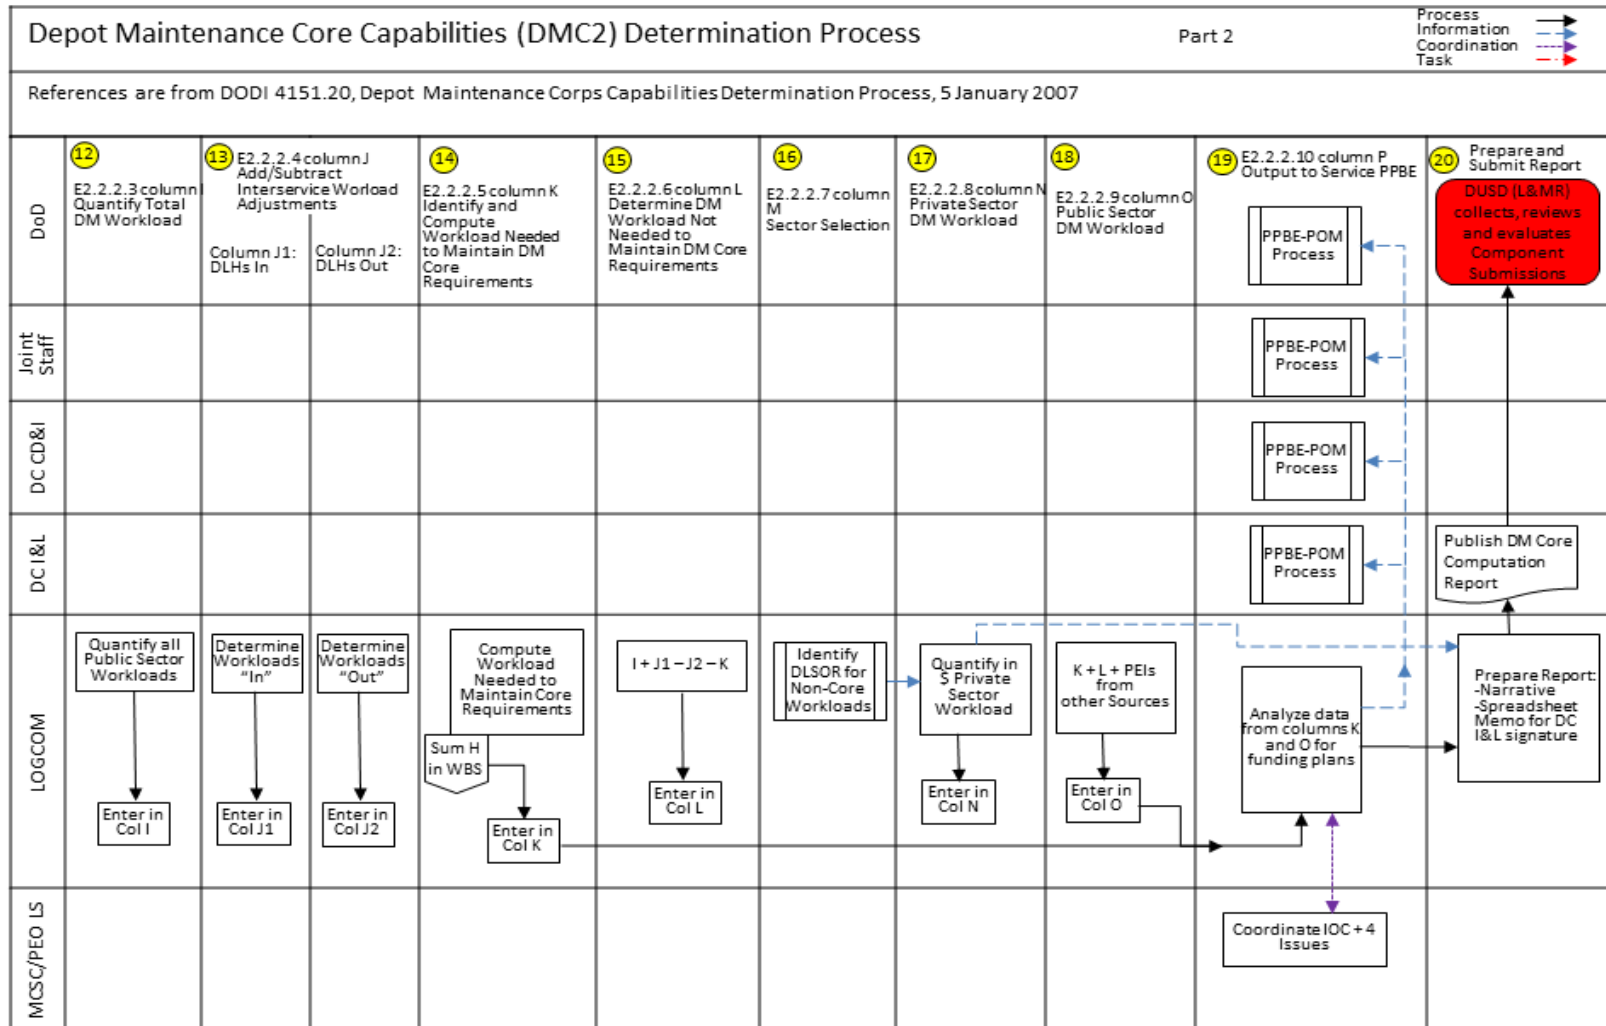 Depot Maintenance Core Capabilities (DMC2) Determination Process
Part 2
Process
Information
Coordination
Task
References are from DODI 4151.20, Depot Maintenance Corps Capabilities Determination Process, 5 January 2007
DoD
12
E2.2.2.3 column I
Quantify Total
DM Workload
13
E2.2.2.4 column J
Add/Subtract
Interservice Worload
Adjustments
Column J1:
DLHs In
Column J2:
DLHs Out
14
E2.2.2.5 column K
Identify and
Compute
Workload Needed
to Maintain DM
Core
Requirements
15
E2.2.2.6 column L
Determine DM
Workload Not
Needed to
Maintain DM Core
Requirements
16
E2.2.2.7 column
M
Sector Selection
17
E2.2.2.8 column N
Private Sector
DM Workload
18
E2.2.2.9 column O
Public Sector
DM Workload
19
E2.2.2.10 column P
Output to Service PPBE
PPBE-POM
Process
20
Prepare and
Submit Report
DUSD (L&MR)
collects, reviews
and evaluates
Component
Submissions
Joint
Staff
PPBE-POM
Process
DC CD&I
PPBE-POM
Process
DC I&L
PPBE-POM
Process
Publish DM Core
Computation
Report
LOGCOM
Quantify all
Public Sector
Workloads
Enter in
Col I
Determine
Workloads
"In"
Enter in
Col J1
Determine
Workloads
"Out"
Enter in
Col J2
Compute
Workload
Needed to
Maintain Core
Requirements
Sum H
in WBS
Enter in
Col K
I + J1 – J2 – K
Enter in
Col L
Identify
DLSOR for
Non-Core
Workloads
Quantify in
$ Private
Sector
Workload
Enter in
Col N
K + L + PEIs
from
other Sources
Enter in
Col O
Analyze data
from columns K
and O for
funding plans
Prepare Report:
-Narrative
-Spreadsheet
Memo for DC
I&L signature
MCSC/PEO LS
Coordinate IOC + 4
Issues